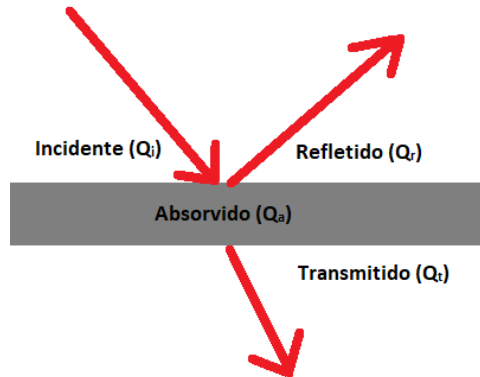 Incidente (Qi)
Refletido (Qr)
Absorvido (Qa)
Transmitido (Qt)